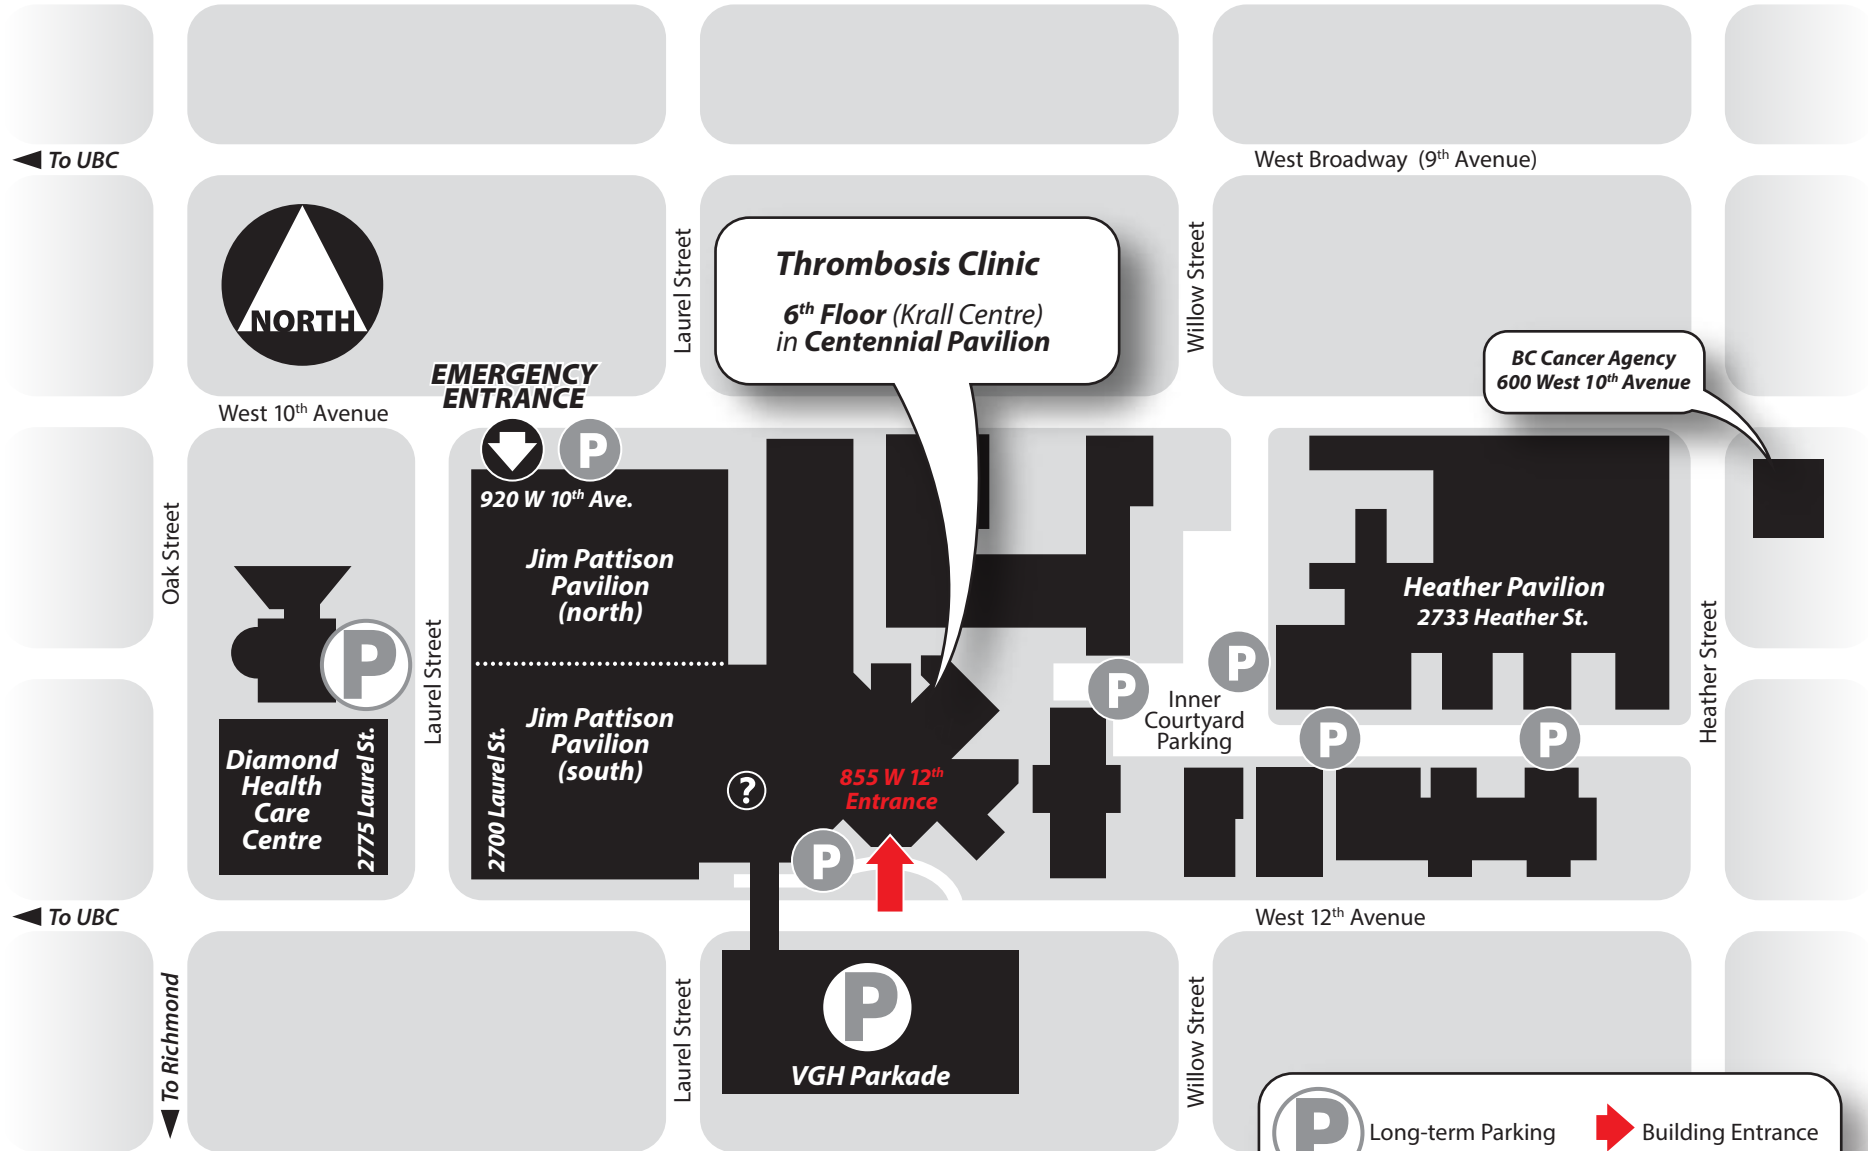 To UBC
West Broadway (9th Avenue)
NORTH
Laurel Street
Thrombosis Clinic
6th Floor (Krall Centre)
in Centennial Pavilion
Willow Street
BC Cancer Agency
600 West 10th Avenue
EMERGENCY
ENTRANCE
West 10th Avenue
P
920 W 10th Ave.
Oak Street
Jim Pattison
Pavilion
(north)
Heather Pavilion
2733 Heather St.
P
Laurel Street
P
P
Inner
Courtyard
Parking
Heather Street
Jim Pattison
Pavilion
(south)
2700 Laurel St.
P
P
Diamond
Health
Care
Centre
2775 Laurel St.
?
855 W 12th
Entrance
P
To UBC
West 12th Avenue
To Richmond
Laurel Street
P
VGH Parkade
Willow Street
P
Long-term Parking
Building Entrance